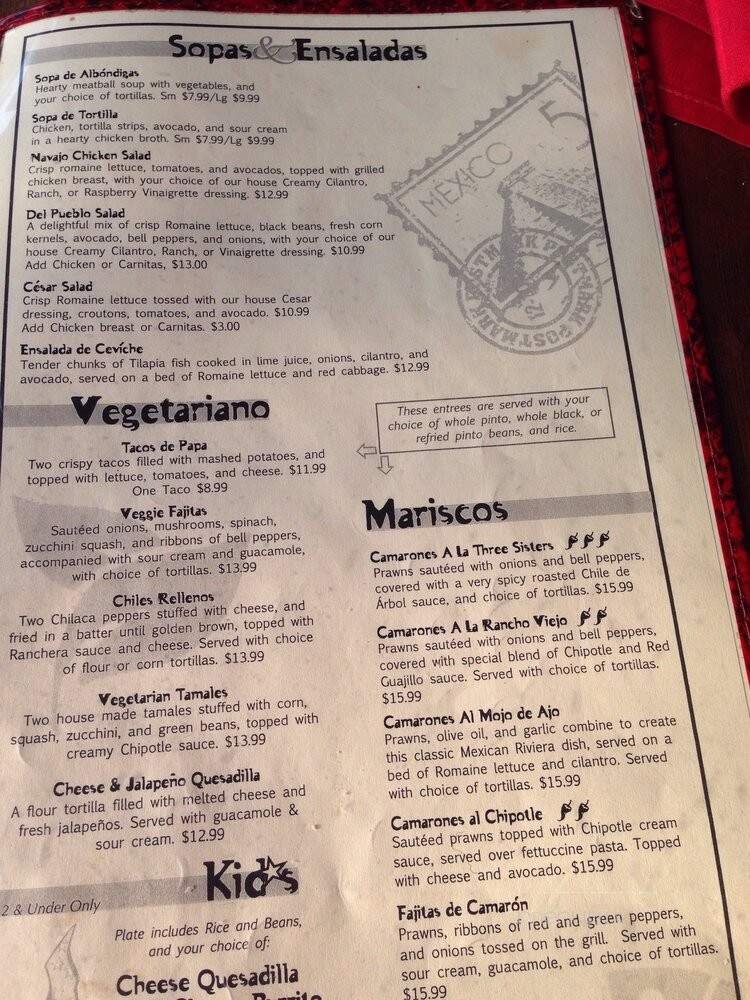 Sopas & Ensaladas
Sopa de Albóndigas
Hearty meatball soup with vegetables, and
your choice of tortillas. Sm $7.99/Lg $9.99
Sopa de Tortilla
Chicken, tortilla strips, avocado, and sour cream
in a hearty chicken broth. Sm $7.99/Lg $9.99
Navajo Chicken Salad
Crisp romaine lettuce, tomatoes, and avocados, topped with grilled
chicken breast, with your choice of our house Creamy Cilantro,
Ranch, or Raspberry Vinaigrette dressing. $12.99
Del Pueblo Salad
A delightful mix of crisp Romaine lettuce, black beans, fresh corn
kernels, avocado, bell peppers, and onions, with your choice of our
house Creamy Cilantro, Ranch, or Vinaigrette dressing. $10.99
Add Chicken or Carnitas, $13.00
César Salad
Crisp Romaine lettuce tossed with our house Cesar
dressing, croutons, tomatoes, and avocado. $10.99
Add Chicken breast or Carnitas. $3.00
Ensalada de Cevíche
Tender chunks of Tilapia fish cooked in lime juice, onions, cilantro, and
avocado, served on a bed of Romaine lettuce and red cabbage. $12.99
MEXICO 5
POSTMARK POSTMARK POSTMARK
Vegetariano
Tacos de Papa
Two crispy tacos filled with mashed potatoes, and
topped with lettuce, tomatoes, and cheese. $11.99
One Taco $8.99
Veggie Fajitas
Sautéed onions, mushrooms, spinach,
zucchini squash, and ribbons of bell peppers,
accompanied with sour cream and guacamole,
with choice of tortillas. $13.99
Chiles Rellenos
Two Chilaca peppers stuffed with cheese, and
fried in a batter until golden brown, topped with
Ranchera sauce and cheese. Served with choice
of flour or corn tortillas. $13.99
Vegetarian Tamales
Two house made tamales stuffed with corn,
squash, zucchini, and green beans, topped with
creamy Chipotle sauce. $13.99
Cheese & Jalapeño Quesadilla
A flour tortilla filled with melted cheese and
fresh jalapeños. Served with guacamole &
sour cream. $12.99
Kid's
2 & Under Only
Plate includes Rice and Beans,
and your choice of:
Cheese Quesadilla
Burrito
These entrees are served with your
choice of whole pinto, whole black, or
refried pinto beans, and rice.
Mariscos
Camarones A La Three Sisters
Prawns sautéed with onions and bell peppers,
covered with a very spicy roasted Chile de
Árbol sauce, and choice of tortillas. $15.99
Camarones A La Rancho Viejo
Prawns sautéed with onions and bell peppers,
covered with special blend of Chipotle and Red
Guajillo sauce. Served with choice of tortillas.
$15.99
Camarones Al Mojo de Ajo
Prawns, olive oil, and garlic combine to create
this classic Mexican Riviera dish, served on a
bed of Romaine lettuce and cilantro. Served
with choice of tortillas. $15.99
Camarones al Chipotle
Sautéed prawns topped with Chipotle cream
sauce, served over fettuccine pasta. Topped
with cheese and avocado. $15.99
Fajitas de Camarón
Prawns, ribbons of red and green peppers,
and onions tossed on the grill. Served with
sour cream, guacamole, and choice of tortillas.
$15.99